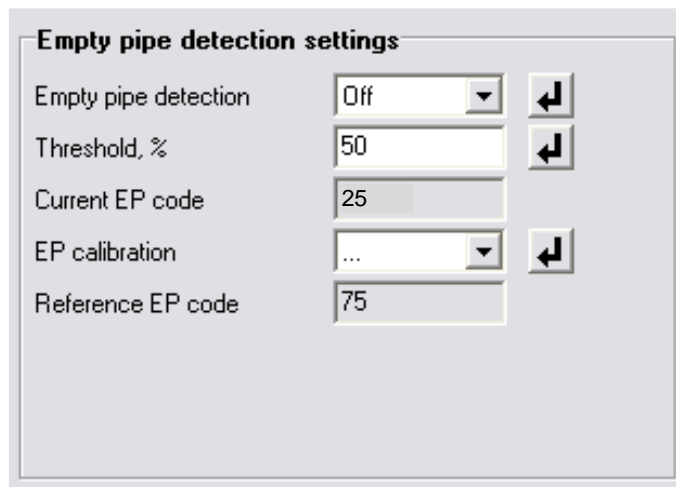 Empty pipe detection settings
Empty pipe detection Off
Threshold, % 50
Current EP code 25
EP calibration ...
Reference EP code 75